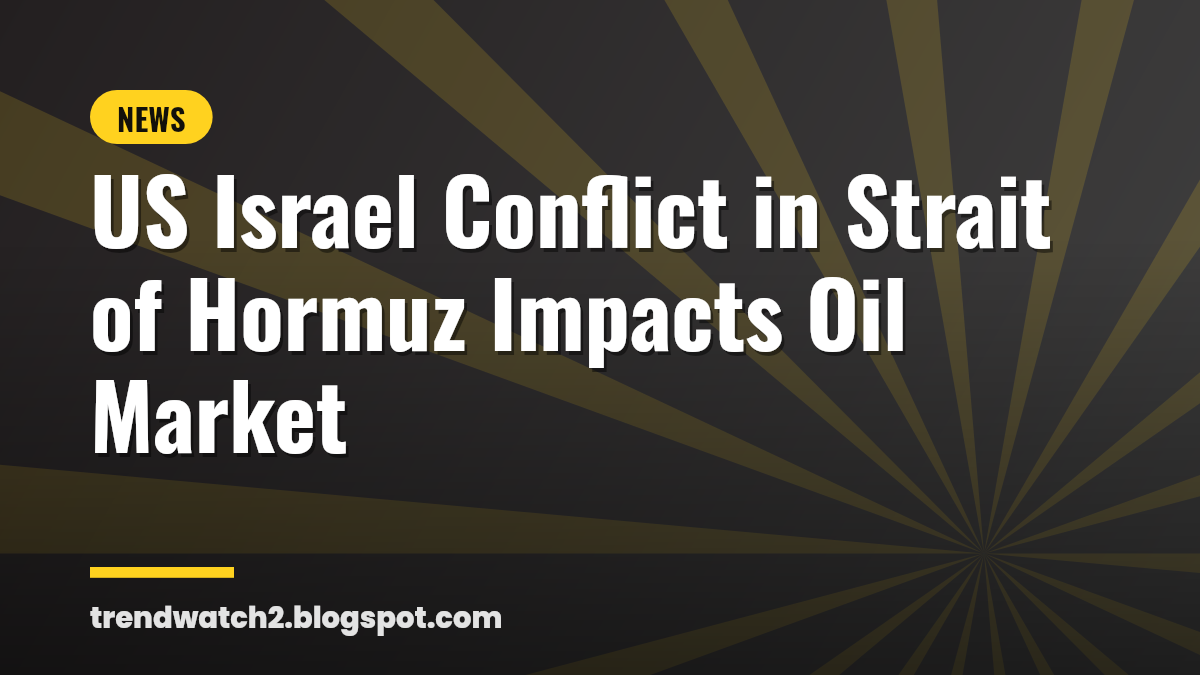 NEWS
US Israel Conflict in Strait
of Hormuz Impacts Oil
Market
trendwatch2.blogspot.com